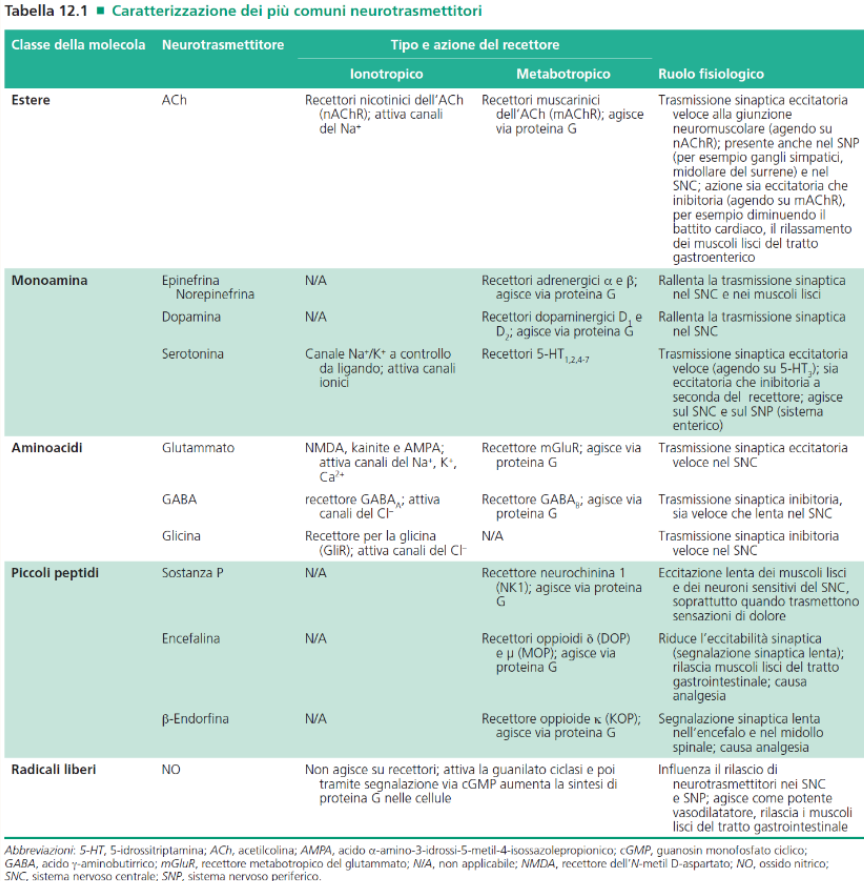 Tabella 12.1 ■ Caratterizzazione dei più comuni neurotrasmettitori
Classe della molecola Neurotrasmettitore Tipo e azione del recettore
Ionotropico Metabotropico Ruolo fisiologico
Estere ACh Recettori nicotinici dell'ACh Recettori muscarinici Trasmissione sinaptica eccitatoria
(nAChR); attiva canali dell'ACh (mAChR); agisce veloce alla giunzione
del Na⁺ via proteina G neuromuscolare (agendo su
nAChR); presente anche nel SNP
(per esempio gangli simpatici,
midollare del surrene) e nel
SNC; azione sia eccitatoria che
inibitoria (agendo su mAChR),
per esempio diminuendo il
battito cardiaco, il rilassamento
dei muscoli lisci del tratto
gastroenterico
Monoamina Epinefrina N/A Recettori adrenergici α e β; Rallenta la trasmissione sinaptica
Norepinefrina agisce via proteina G nel SNC e nei muscoli lisci
Dopamina N/A Recettori dopaminergici D₁ e Rallenta la trasmissione sinaptica
D₂; agisce via proteina G nel SNC
Serotonina Canale Na⁺/K⁺ a controllo Recettori 5-HT₁,₂,₄₋₇ Trasmissione sinaptica eccitatoria
da ligando; attiva canali veloce (agendo su 5-HT₃); sia
ionici eccitatoria che inibitoria a
seconda del recettore; agisce
sul SNC e sul SNP (sistema
enterico)
Aminoacidi Glutammato NMDA, kainite e AMPA; Recettore mGluR; agisce via Trasmissione sinaptica eccitatoria
attiva canali del Na⁺, K⁺, proteina G veloce nel SNC
Ca²⁺
GABA recettore GABA_A; attiva Recettore GABA_B; agisce via Trasmissione sinaptica inibitoria,
canali del Cl⁻ proteina G sia veloce che lenta nel SNC
Glicina Recettore per la glicina N/A Trasmissione sinaptica inibitoria
(GliR); attiva canali del Cl⁻ veloce nel SNC
Piccoli peptidi Sostanza P N/A Recettore neurochinina 1 Eccitazione lenta dei muscoli lisci
(NK1); agisce via proteina e dei neuroni sensitivi del SNC,
G soprattutto quando trasmettono
sensazioni di dolore
Encefalina N/A Recettori oppioidi δ (DOP) Riduce l'eccitabilità sinaptica
e μ (MOP); agisce via (segnalazione sinaptica lenta);
proteina G rilascia muscoli lisci del tratto
gastrointestinale; causa
analgesia
β-Endorfina N/A Recettore oppioide κ (KOP); Segnalazione sinaptica lenta
agisce via proteina G nell'encefalo e nel midollo
spinale; causa analgesia
Radicali liberi NO Non agisce su recettori; attiva la guanilato ciclasi e poi Influenza il rilascio di
tramite segnalazione via cGMP aumenta la sintesi di neurotrasmettitori nei SNC
proteina G nelle cellule e SNP; agisce come potente
vasodilatatore, rilascia i muscoli
lisci del tratto gastrointestinale
Abbreviazioni: 5-HT, 5-idrossitriptamina; ACh, acetilcolina; AMPA, acido α-amino-3-idrossi-5-metil-4-isossazolepropionico; cGMP, guanosin monofosfato ciclico;
GABA, acido γ-aminobutirrico; mGluR, recettore metabotropico del glutammato; N/A, non applicabile; NMDA, recettore dell'N-metil D-aspartato; NO, ossido nitrico;
SNC, sistema nervoso centrale; SNP, sistema nervoso periferico.